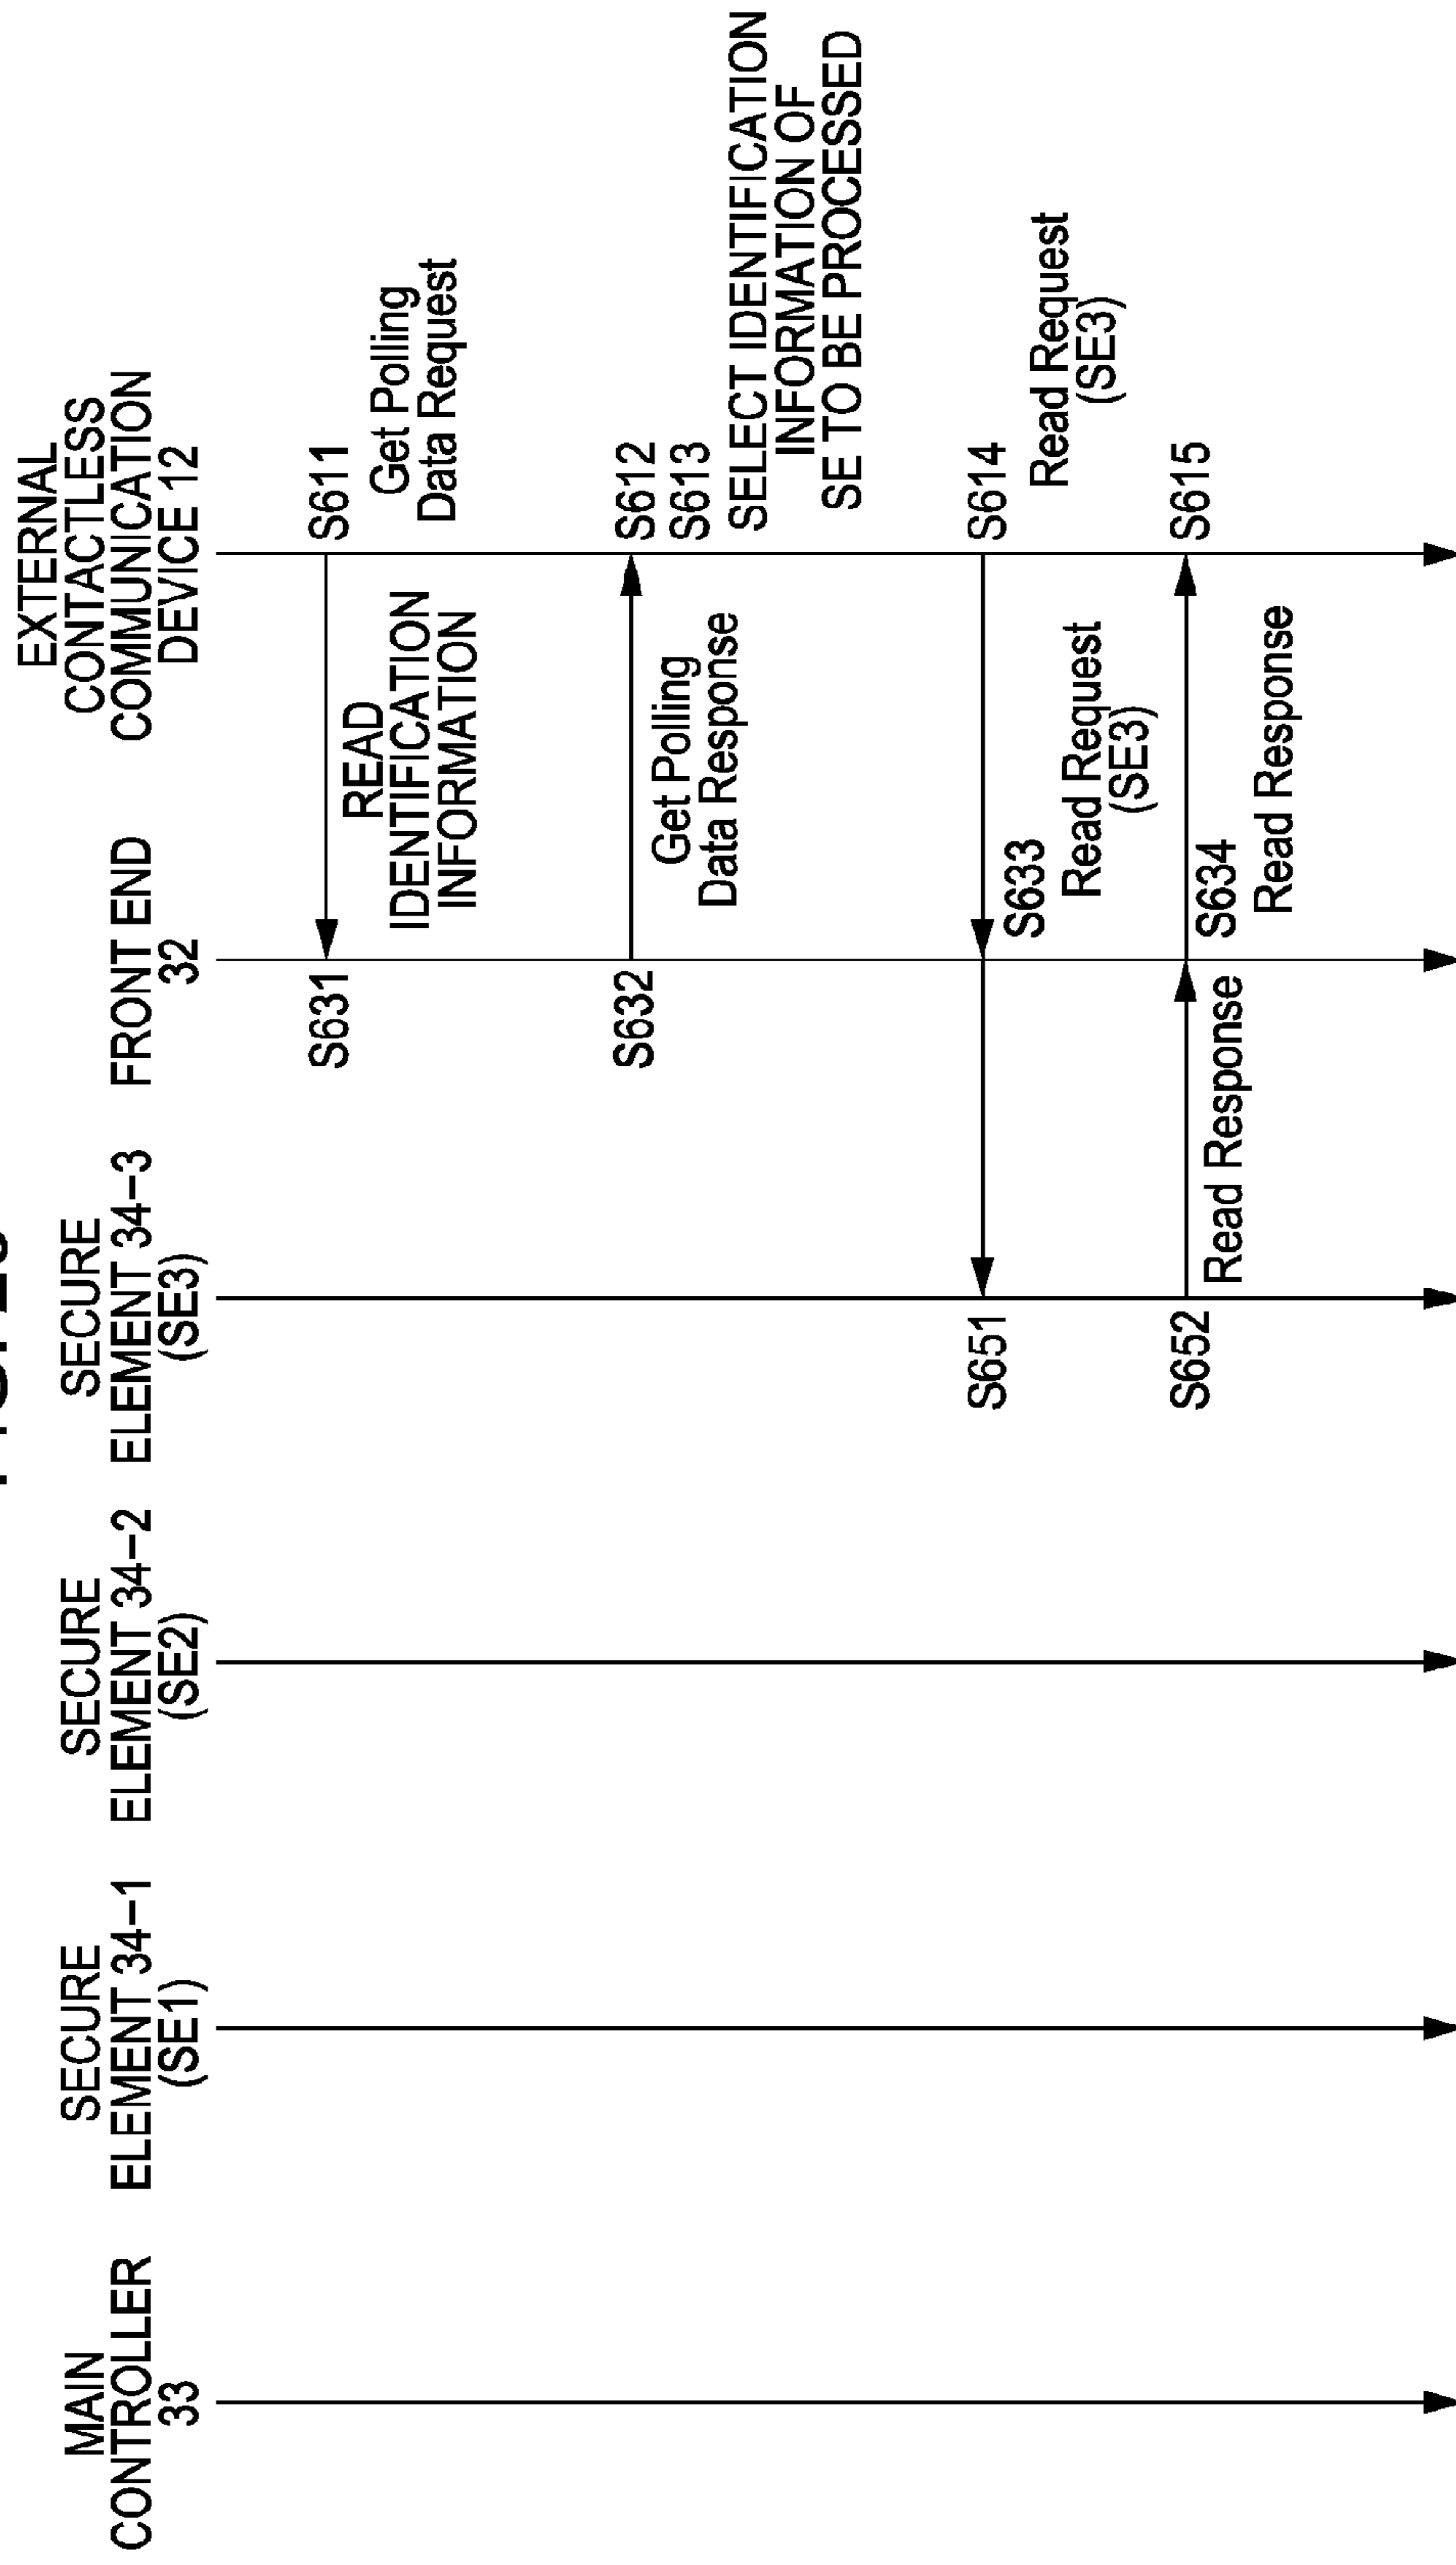 MAIN
CONTROLLER
33
SECURE
ELEMENT 34-1
(SE1)
SECURE
ELEMENT 34-2
(SE2)
SECURE
ELEMENT 34-3
(SE3)
FRONT END
32
EXTERNAL
CONTACTLESS
COMMUNICATION
DEVICE 12
S631
S611
READ
IDENTIFICATION
INFORMATION
Get Polling
Data Request
S632
S612
Get Polling
Data Response
S613
SELECT IDENTIFICATION
INFORMATION OF
SE TO BE PROCESSED
S651
S633
Read Request
(SE3)
S614
Read Request
(SE3)
S652
Read Response
S634
Read Response
S615